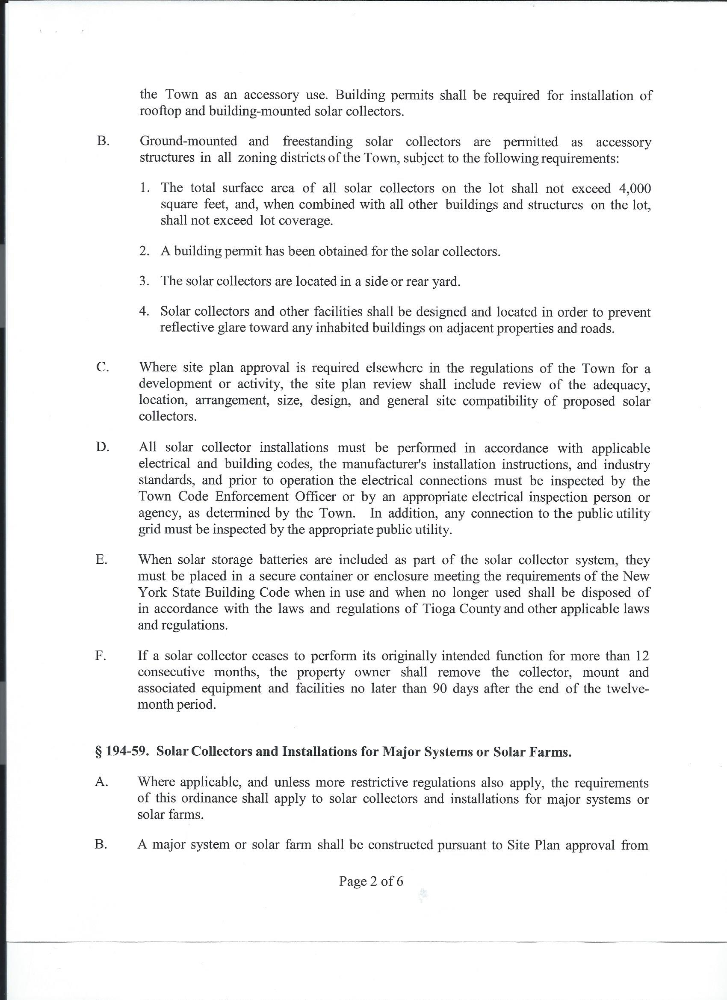 the Town as an accessory use. Building permits shall be required for installation of
rooftop and building-mounted solar collectors.
B. Ground-mounted and freestanding solar collectors are permitted as accessory
structures in all zoning districts of the Town, subject to the following requirements:
1. The total surface area of all solar collectors on the lot shall not exceed 4,000
square feet, and, when combined with all other buildings and structures on the lot,
shall not exceed lot coverage.
2. A building permit has been obtained for the solar collectors.
3. The solar collectors are located in a side or rear yard.
4. Solar collectors and other facilities shall be designed and located in order to prevent
reflective glare toward any inhabited buildings on adjacent properties and roads.
C. Where site plan approval is required elsewhere in the regulations of the Town for a
development or activity, the site plan review shall include review of the adequacy,
location, arrangement, size, design, and general site compatibility of proposed solar
collectors.
D. All solar collector installations must be performed in accordance with applicable
electrical and building codes, the manufacturer's installation instructions, and industry
standards, and prior to operation the electrical connections must be inspected by the
Town Code Enforcement Officer or by an appropriate electrical inspection person or
agency, as determined by the Town. In addition, any connection to the public utility
grid must be inspected by the appropriate public utility.
E. When solar storage batteries are included as part of the solar collector system, they
must be placed in a secure container or enclosure meeting the requirements of the New
York State Building Code when in use and when no longer used shall be disposed of
in accordance with the laws and regulations of Tioga County and other applicable laws
and regulations.
F. If a solar collector ceases to perform its originally intended function for more than 12
consecutive months, the property owner shall remove the collector, mount and
associated equipment and facilities no later than 90 days after the end of the twelve-
month period.
§ 194-59. Solar Collectors and Installations for Major Systems or Solar Farms.
A. Where applicable, and unless more restrictive regulations also apply, the requirements
of this ordinance shall apply to solar collectors and installations for major systems or
solar farms.
B. A major system or solar farm shall be constructed pursuant to Site Plan approval from
Page 2 of 6